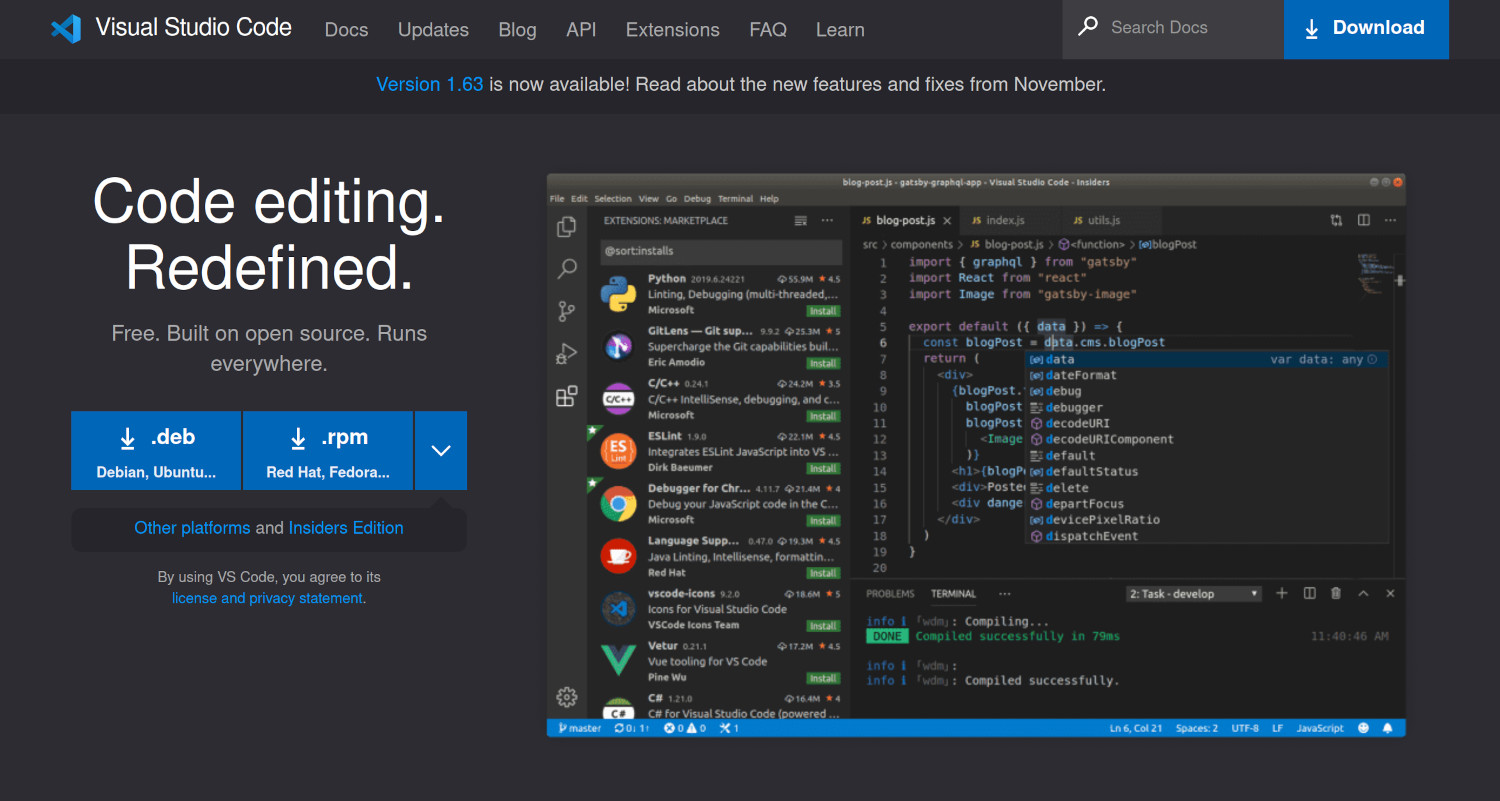 Visual Studio Code
Docs
Updates
Blog
API
Extensions
FAQ
Learn
Search Docs
Download
Version 1.63 is now available! Read about the new features and fixes from November.
Code editing.
Redefined.
Free. Built on open source. Runs
everywhere.
.deb
Debian, Ubuntu...
.rpm
Red Hat, Fedora...
Other platforms and Insiders Edition
By using VS Code, you agree to its
license and privacy statement.
blog-post.js - gatsby-graphql-app - Visual Studio Code - Insiders
File Edit Selection View Go Debug Terminal Help
EXTENSIONS: MARKETPLACE
@sort:installs
Python 2019.6.24221 55.9M 4.5
Linting, Debugging (multi-threaded,...
Microsoft Install
GitLens — Git sup... 9.9.2 25.3M 5
Supercharge the Git capabilities buil...
Eric Amodio Install
C/C++
C/C++ 0.24.1 24.2M 3.5
C/C++ IntelliSense, debugging, and c...
Microsoft Install
ES
Lint
ESLint 1.9.0 22.1M 4.5
Integrates ESLint JavaScript into VS ...
Dirk Baeumer Install
Debugger for Chr... 4.11.7 21.4M 4
Debug your JavaScript code in the C...
Microsoft Install
Language Supp... 0.47.0 19.3M 4.5
Java Linting, Intellisense, formattin...
Red Hat Install
vscode-icons 9.2.0 18.6M 5
Icons for Visual Studio Code
VSCode Icons Team Install
Vetur 0.21.1 17.2M 4.5
Vue tooling for VS Code
Pine Wu Install
C#
C# 1.21.0 16.4M 4
C# for Visual Studio Code (powered ...
JS blog-post.js
JS index.js
JS utils.js
src > components > JS blog-post.js > <function> > blogPost
1 import { graphql } from "gatsby"
2 import React from "react"
3 import Image from "gatsby-image"
4
5 export default ({ data }) => {
6 const blogPost = data.cms.blogPost
7 return (
8 <div>
9 {blogPost.
10 blogPost
11 blogPost
12 <Image
13 )}
14 <h1>{blogP
15 <div>Poste
16 <div dange
17 </div>
18 )
19 }
20
data var data: any
dateFormat
debug
debugger
decodeURI
decodeURIComponent
default
defaultStatus
delete
departFocus
devicePixelRatio
dispatchEvent
PROBLEMS TERMINAL ...
2: Task - develop
info i ｢wdm｣: Compiling...
DONE Compiled successfully in 79ms 11:40:46 AM
info i ｢wdm｣:
info i ｢wdm｣: Compiled successfully.
master 0↓ 1↑ 0 0 1
Ln 6, Col 21 Spaces: 2 UTF-8 LF JavaScript